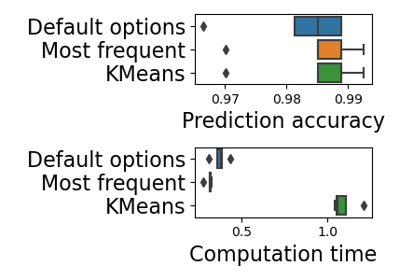 Default options
Most frequent
KMeans
0.97 0.98 0.99
Prediction accuracy
Default options
Most frequent
KMeans
0.5 1.0
Computation time